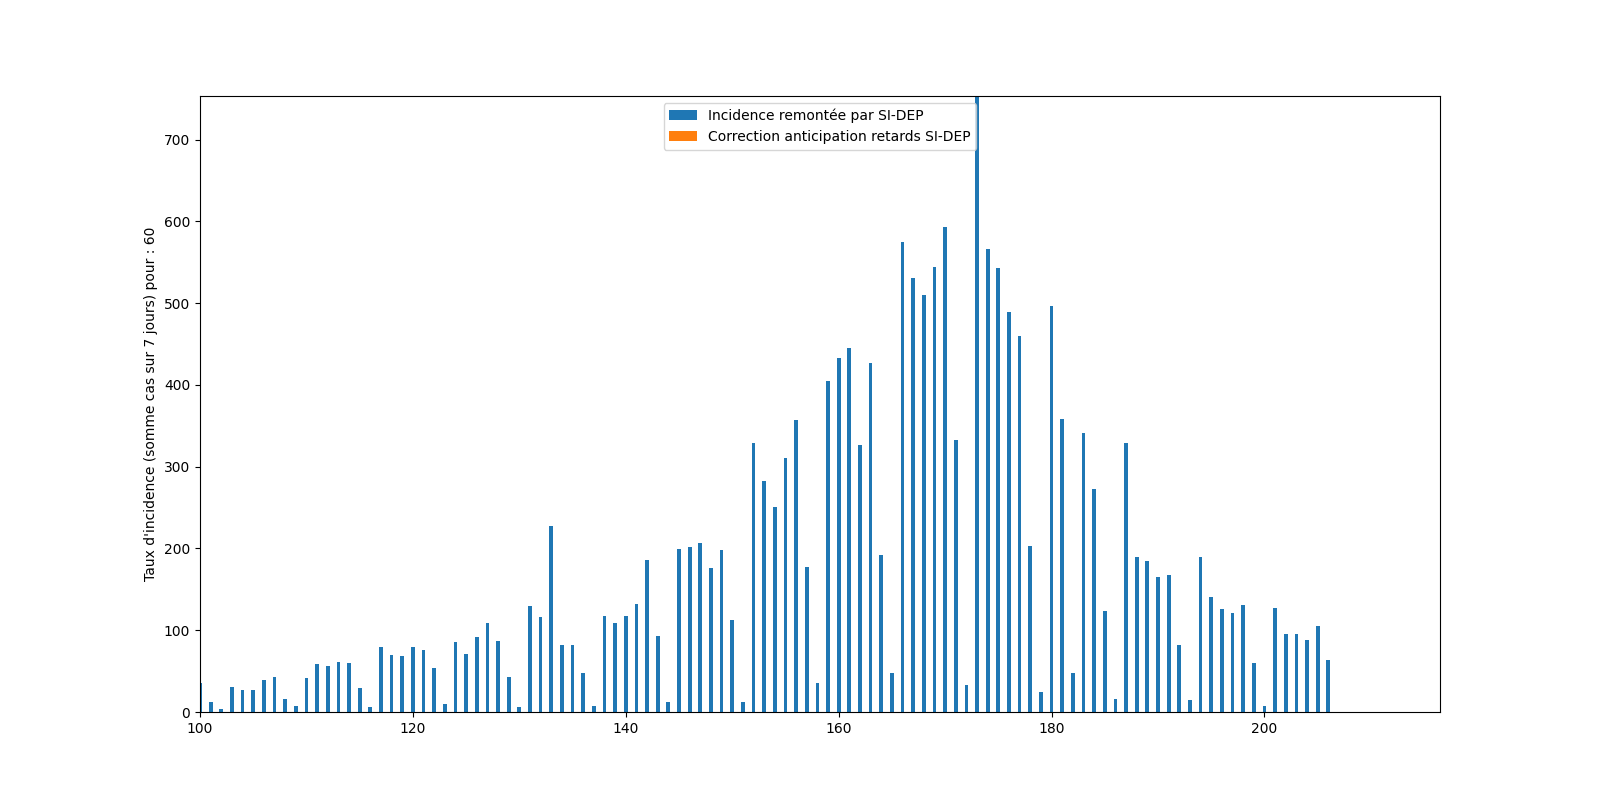 Incidence remontée par SI-DEP
Correction anticipation retards SI-DEP
Taux d'incidence (somme cas sur 7 jours) pour : 60
700
600
500
400
300
200
100
0
100 120 140 160 180 200